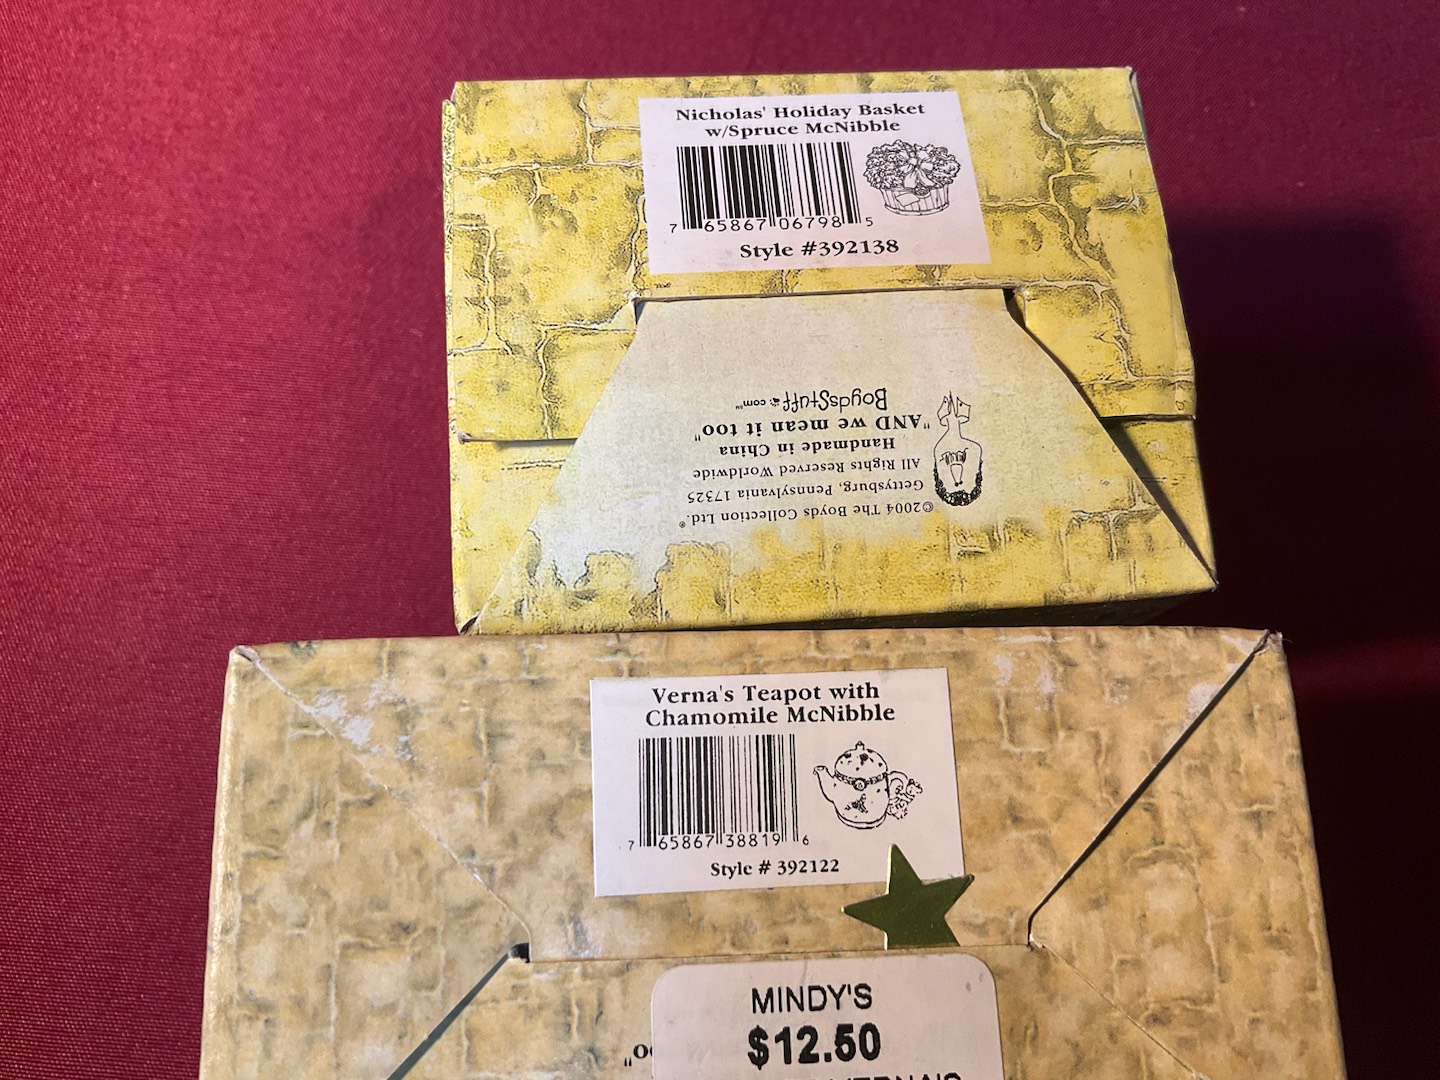 Nicholas' Holiday Basket
w/Spruce McNibble
7 65867 06798 5
Style #392138
©2004 The Boyds Collection Ltd.®
Gettysburg, Pennsylvania 17325
All Rights Reserved Worldwide
Handmade in China
"AND we mean it too"
BoydsStuff.com™
Verna's Teapot with
Chamomile McNibble
7 65867 38819 6
Style # 392122
MINDY'S
$12.50